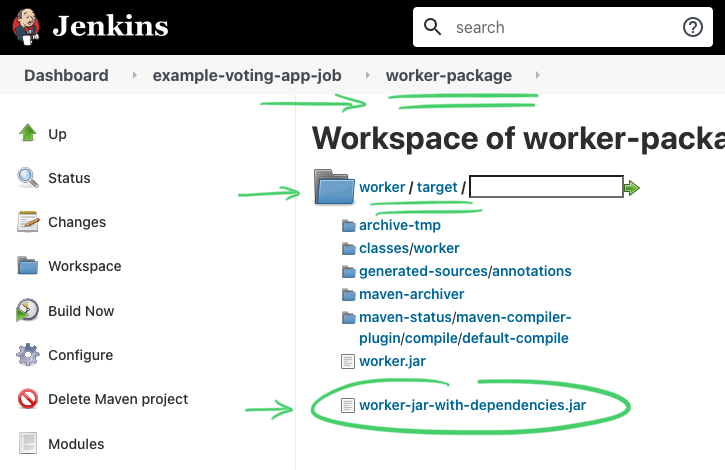 Jenkins
search
Dashboard example-voting-app-job worker-package
Up
Status
Changes
Workspace
Build Now
Configure
Delete Maven project
Modules
Workspace of worker-packa
worker / target /
archive-tmp
classes/worker
generated-sources/annotations
maven-archiver
maven-status/maven-compiler-
plugin/compile/default-compile
worker.jar
worker-jar-with-dependencies.jar